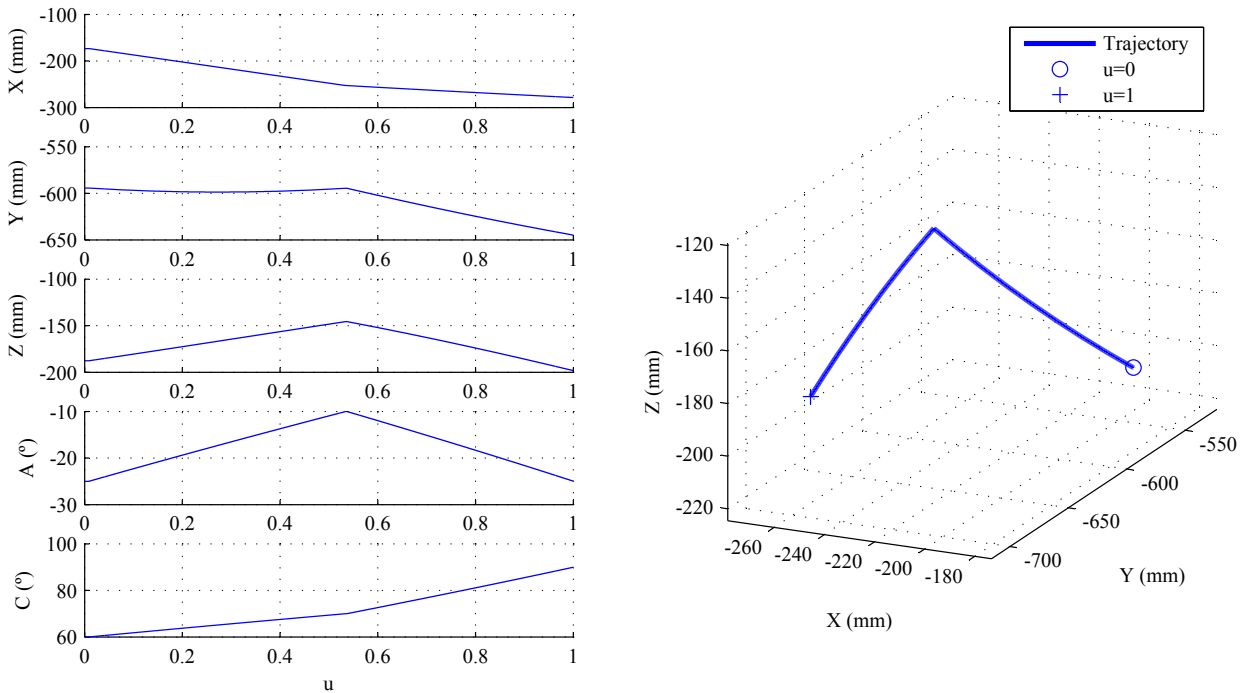 -100
-200
-300
X (mm)
0 0.2 0.4 0.6 0.8 1
-550
-600
-650
Y (mm)
0 0.2 0.4 0.6 0.8 1
-100
-150
-200
Z (mm)
0 0.2 0.4 0.6 0.8 1
-10
-20
-30
A (º)
0 0.2 0.4 0.6 0.8 1
100
80
60
C (º)
0 0.2 0.4 0.6 0.8 1
u
Trajectory
u=0
u=1
-120
-140
-160
-180
-200
-220
Z (mm)
-260 -240 -220 -200 -180
X (mm)
-550
-600
-650
-700
Y (mm)